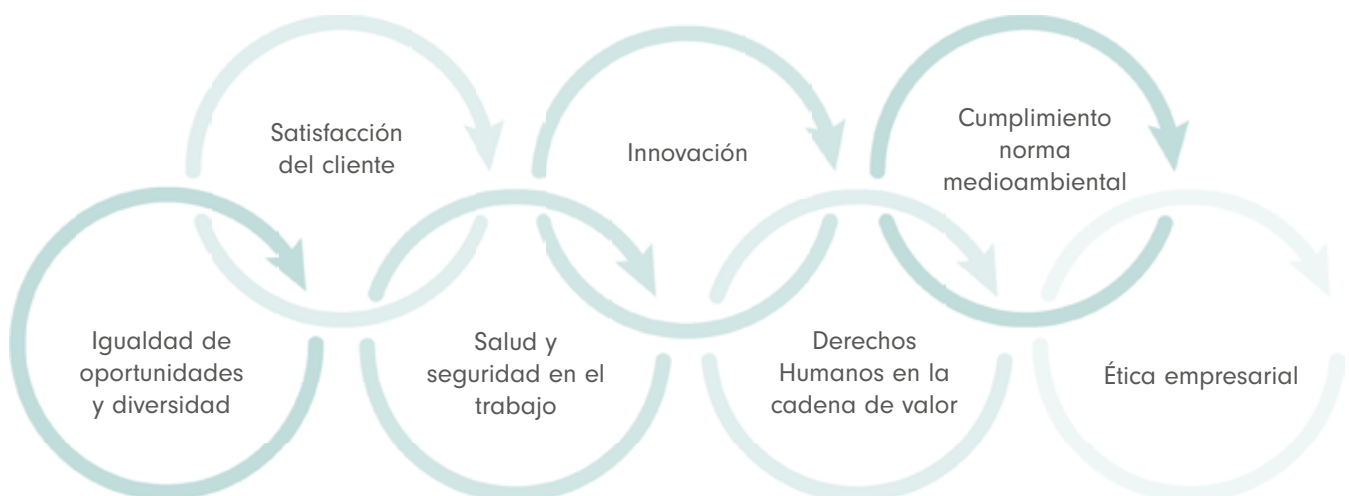 Satisfacción
del cliente
Innovación
Cumplimiento
norma
medioambiental
Igualdad de
oportunidades
y diversidad
Salud y
seguridad en el
trabajo
Derechos
Humanos en la
cadena de valor
Ética empresarial